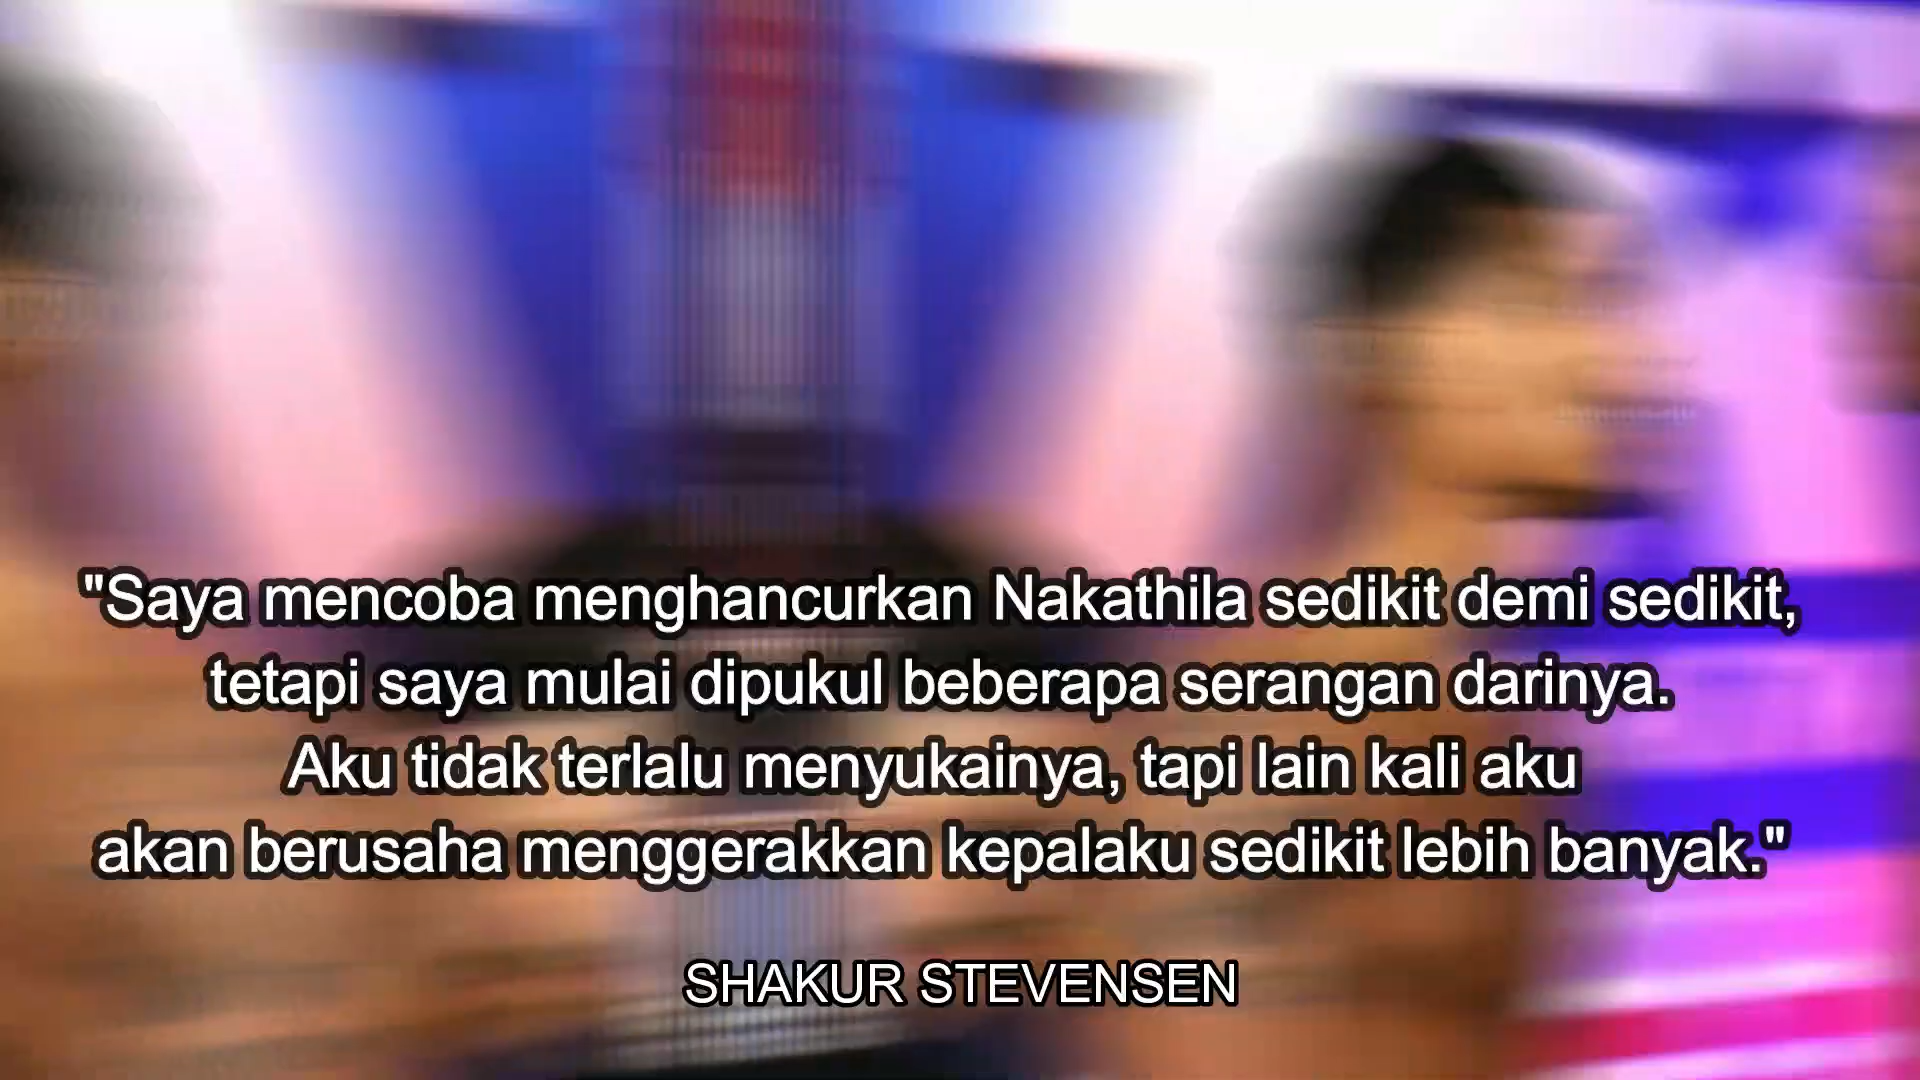 "Saya mencoba menghancurkan Nakathila sedikit demi sedikit,
tetapi saya mulai dipukul beberapa serangan darinya.
Aku tidak terlalu menyukainya, tapi lain kali aku
akan berusaha menggerakkan kepalaku sedikit lebih banyak."
SHAKUR STEVENSEN